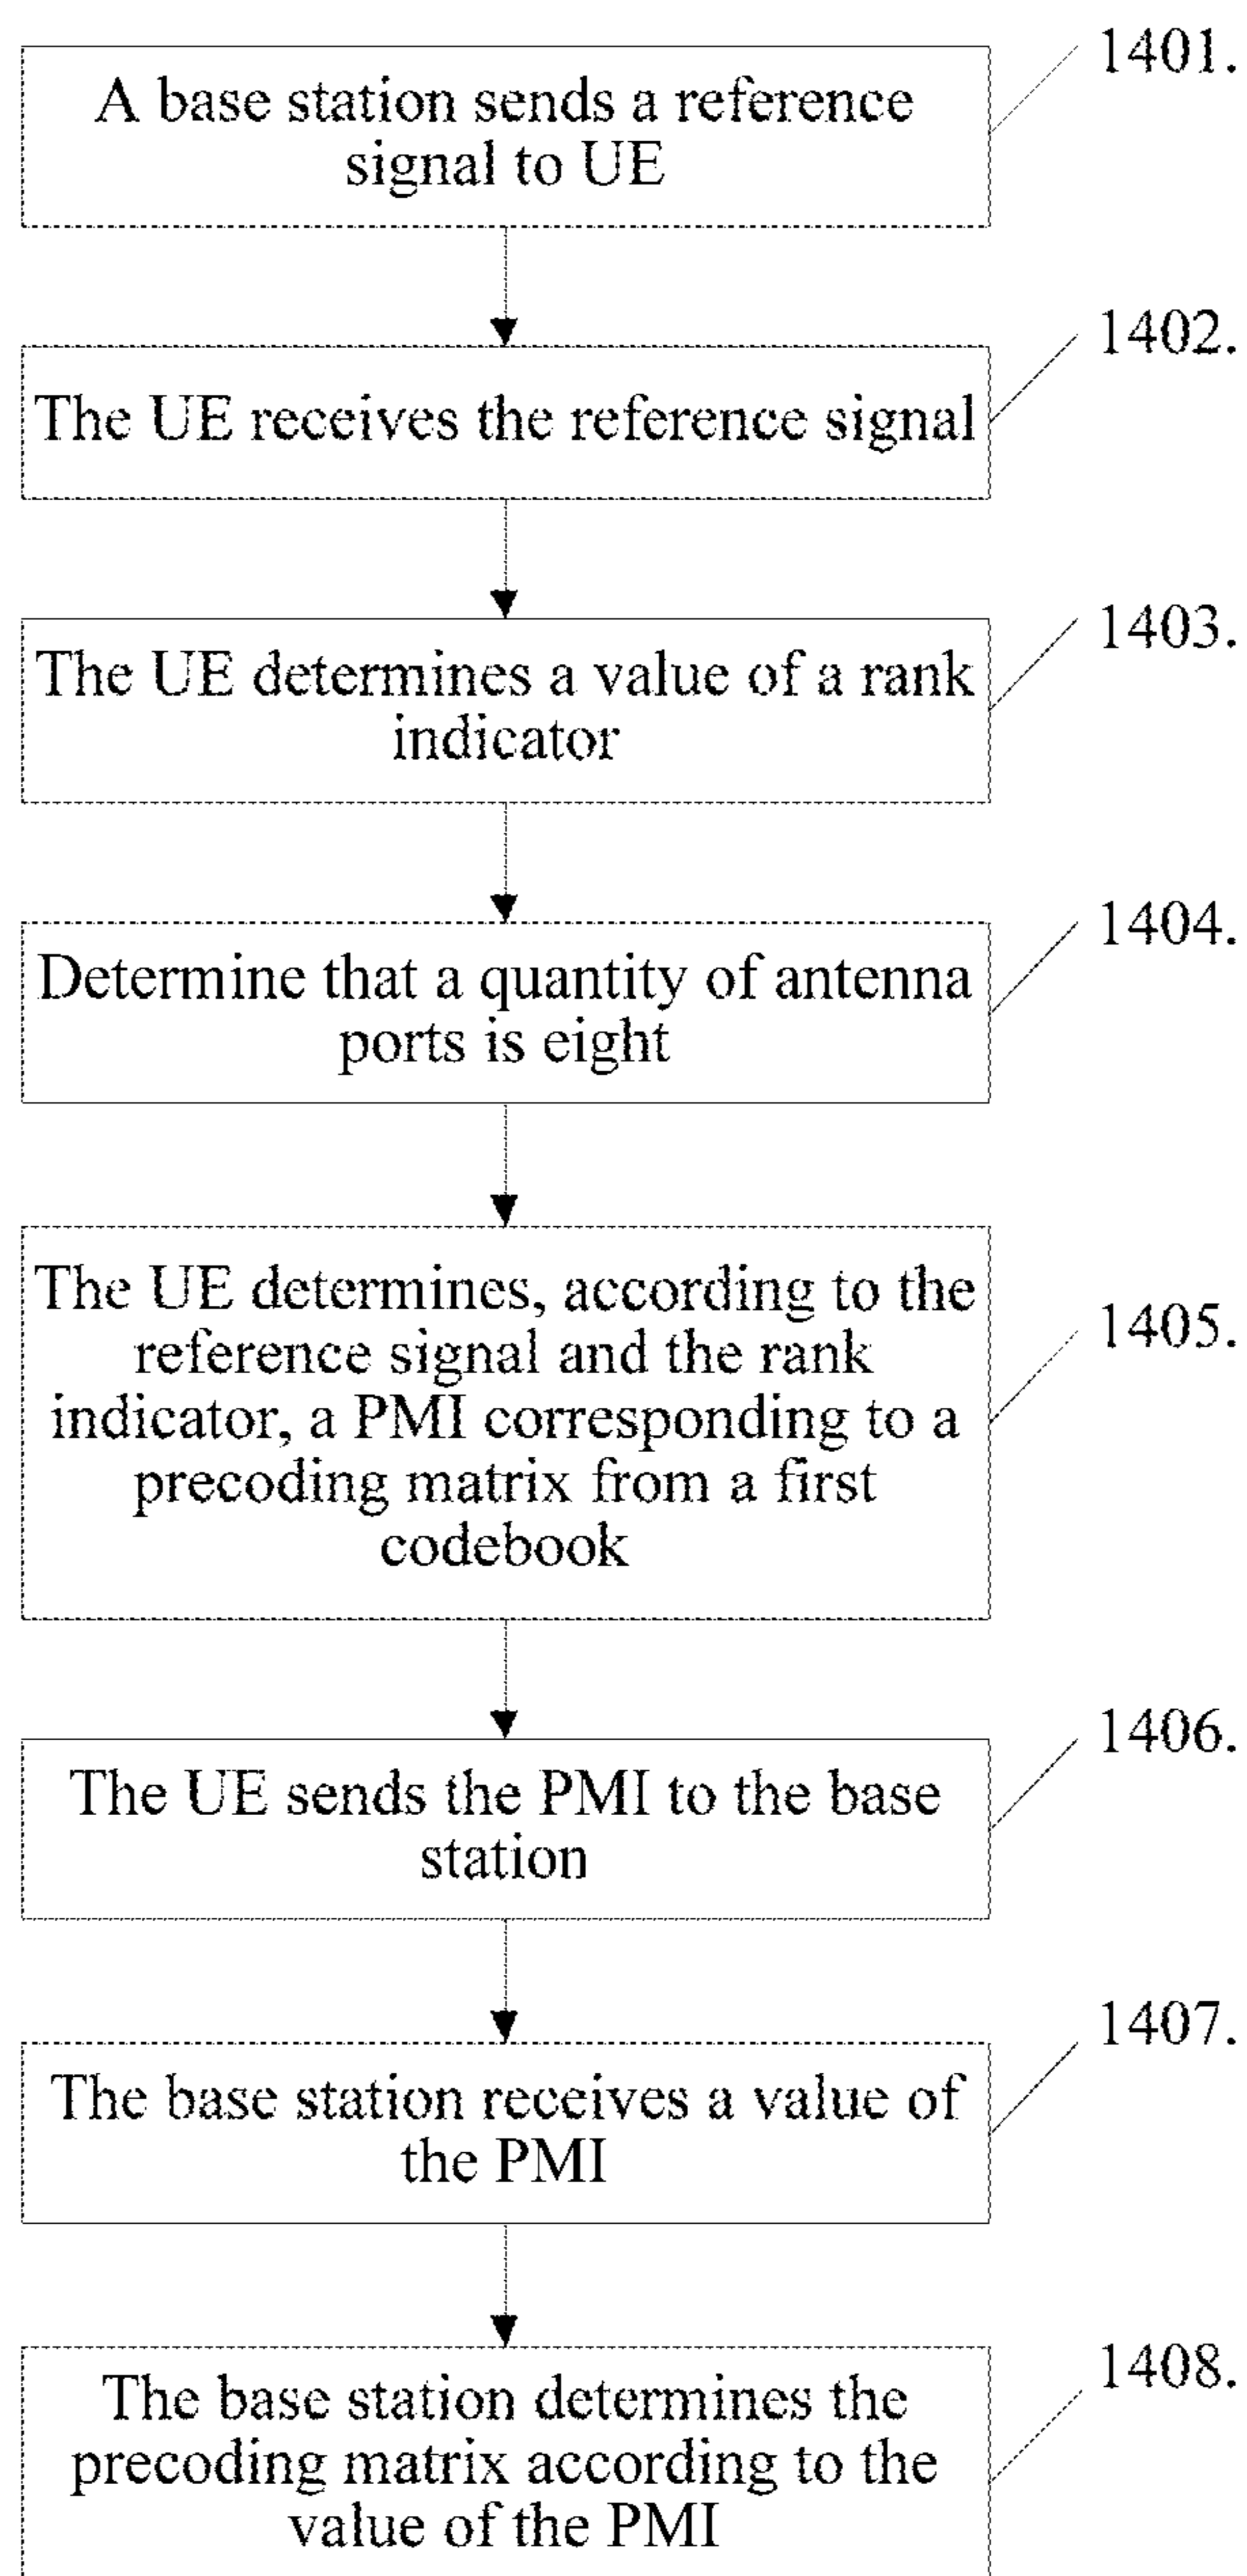 1401.
A base station sends a reference
signal to UE
1402.
The UE receives the reference signal
1403.
The UE determines a value of a rank
indicator
1404.
Determine that a quantity of antenna
ports is eight
The UE determines, according to the
1405.
reference signal and the rank
indicator, a PMI corresponding to a
precoding matrix from a first
codebook
1406.
The UE sends the PMI to the base
station
1407.
The base station receives a value of
the PMI
1408.
The base station determines the
precoding matrix according to the
value of the PMI